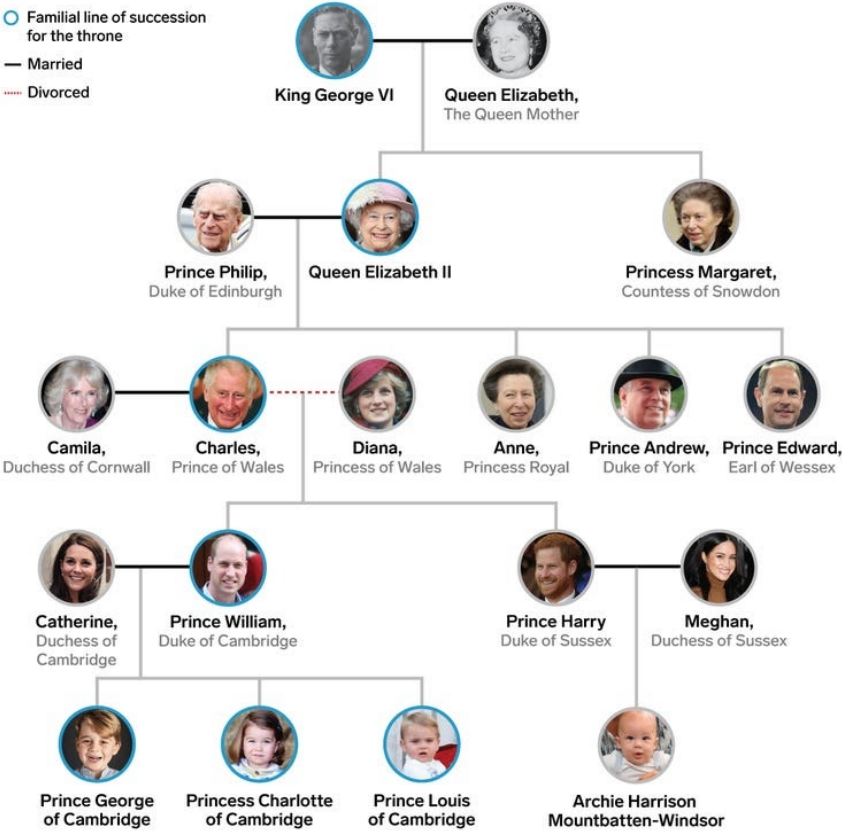 Familial line of succession
for the throne
Married
Divorced
King George VI
Queen Elizabeth,
The Queen Mother
Prince Philip,
Duke of Edinburgh
Queen Elizabeth II
Princess Margaret,
Countess of Snowdon
Camila,
Duchess of Cornwall
Charles,
Prince of Wales
Diana,
Princess of Wales
Anne,
Princess Royal
Prince Andrew,
Duke of York
Prince Edward,
Earl of Wessex
Catherine,
Duchess of
Cambridge
Prince William,
Duke of Cambridge
Prince Harry
Duke of Sussex
Meghan,
Duchess of Sussex
Prince George
of Cambridge
Princess Charlotte
of Cambridge
Prince Louis
of Cambridge
Archie Harrison
Mountbatten-Windsor